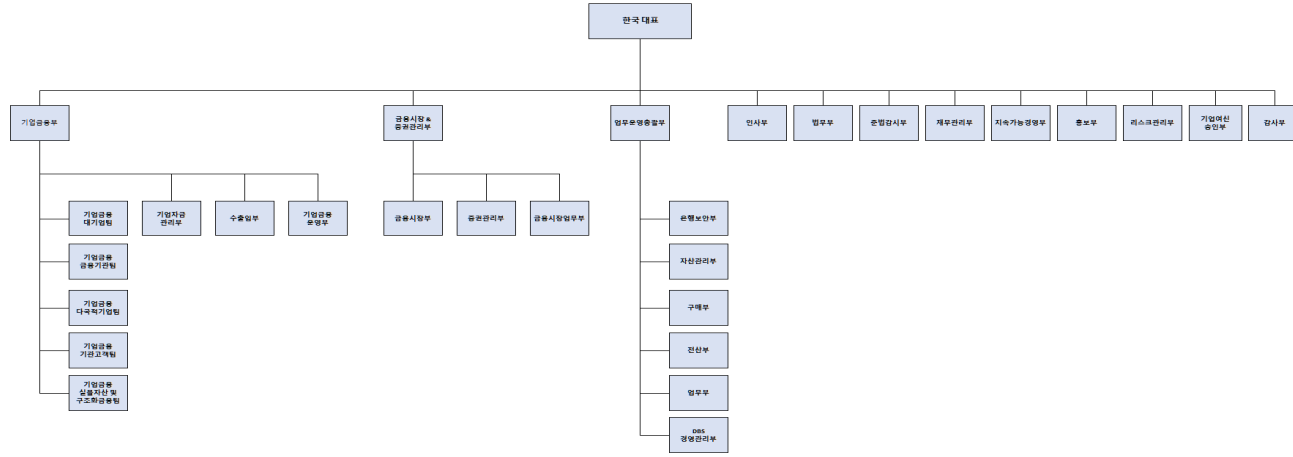 한국 대표
기업금융부
금융시장 &
증권관리부
업무운영총괄부
인사부
법무부
준법감시부
재무관리부
지속가능경영부
홍보부
리스크관리부
기업여신
승인부
감사부
기업금융
대기업팀
기업자금
관리부
수출입부
기업금융
운영부
금융시장부
증권관리부
금융시장업무부
은행보안부
기업금융
금융기관팀
자산관리부
기업금융
다국적기업팀
구매부
기업금융
기관고객팀
전산부
기업금융
실물자산 및
구조화금융팀
업무부
DBS
경영관리부